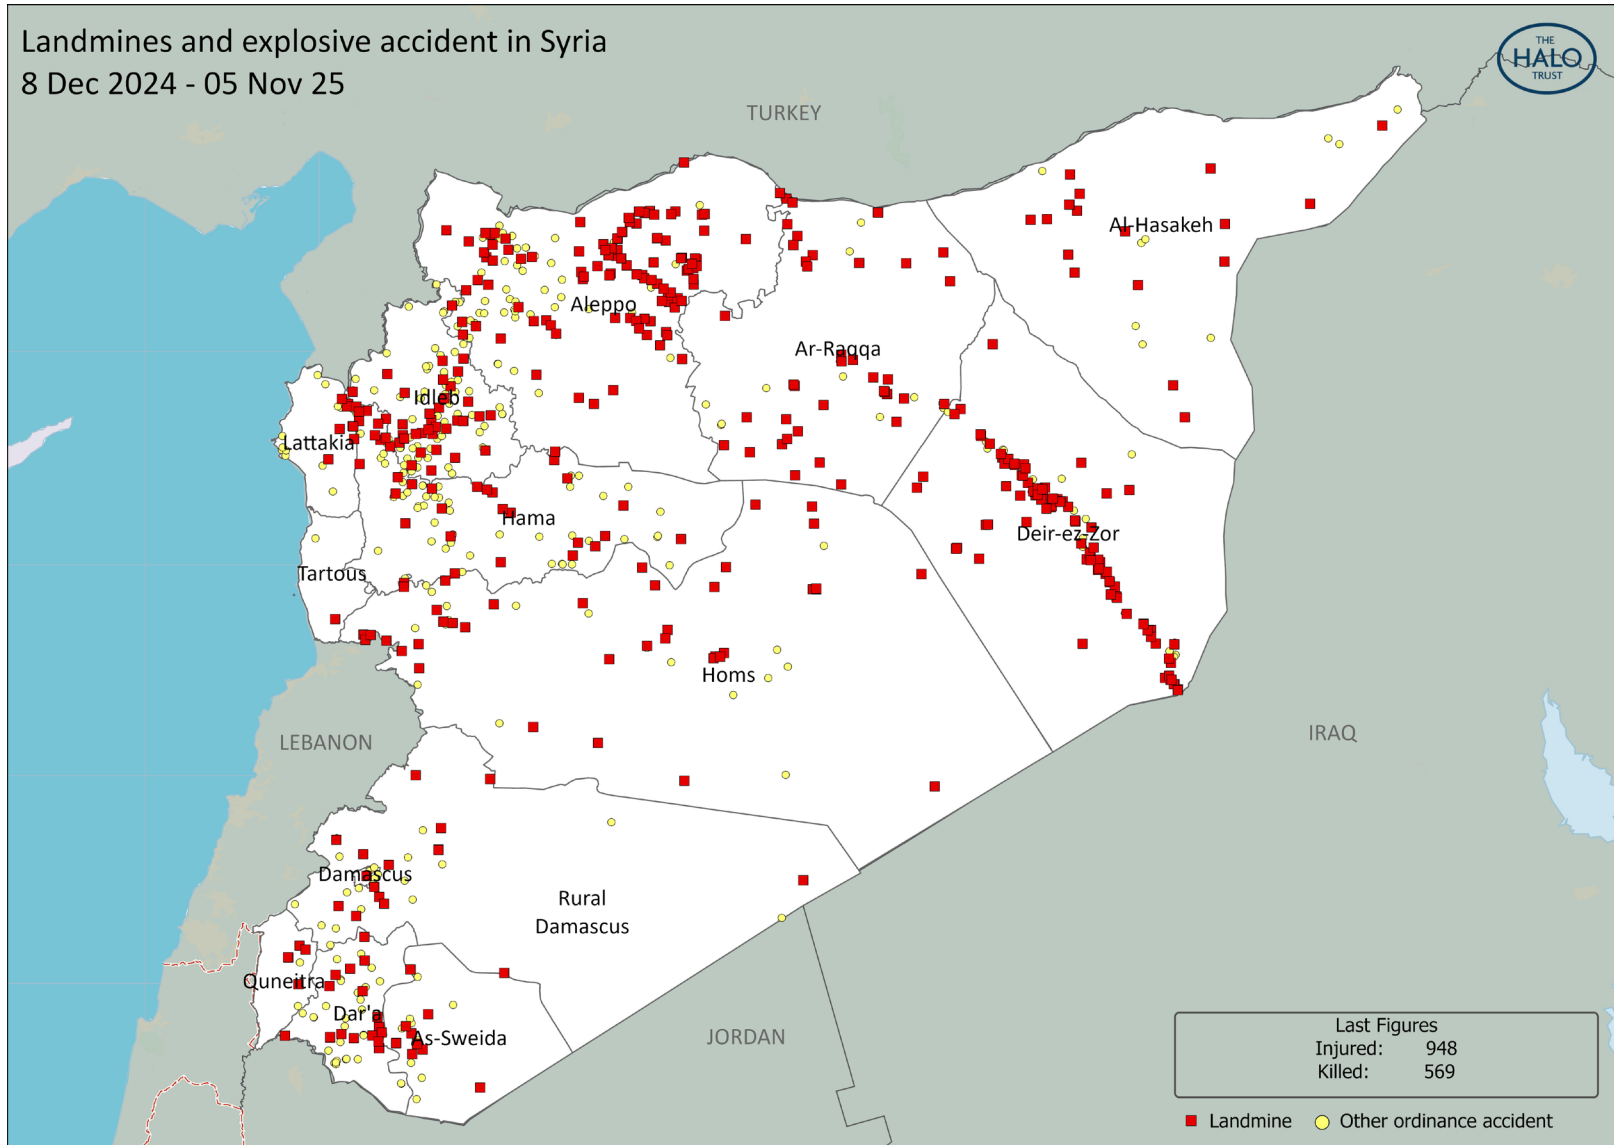 Landmines and explosive accident in Syria
8 Dec 2024 - 05 Nov 25
THE
HALO
TRUST
TURKEY
Al-Hasakeh
Aleppo
Ar-Raqqa
Idleb
Lattakia
Hama
Deir-ez-Zor
Tartous
Homs
LEBANON
IRAQ
Damascus
Rural
Damascus
Quneitra
Dar'a
As-Sweida
JORDAN
Last Figures
Injured: 948
Killed: 569
Landmine
Other ordinance accident